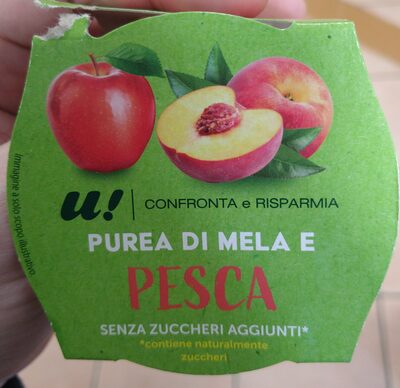 u! CONFRONTA e RISPARMIA
PUREA DI MELA E
PESCA
SENZA ZUCCHERI AGGIUNTI*
*contiene naturalmente
zuccheri
immagine a solo scopo illustrativo.